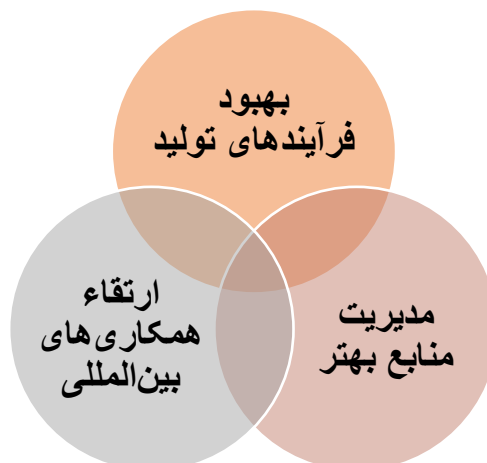 بهبود
فرآیندهای تولید
مدیریت
منابع بهتر
ارتقاء
همکاری‌های
بین‌المللی